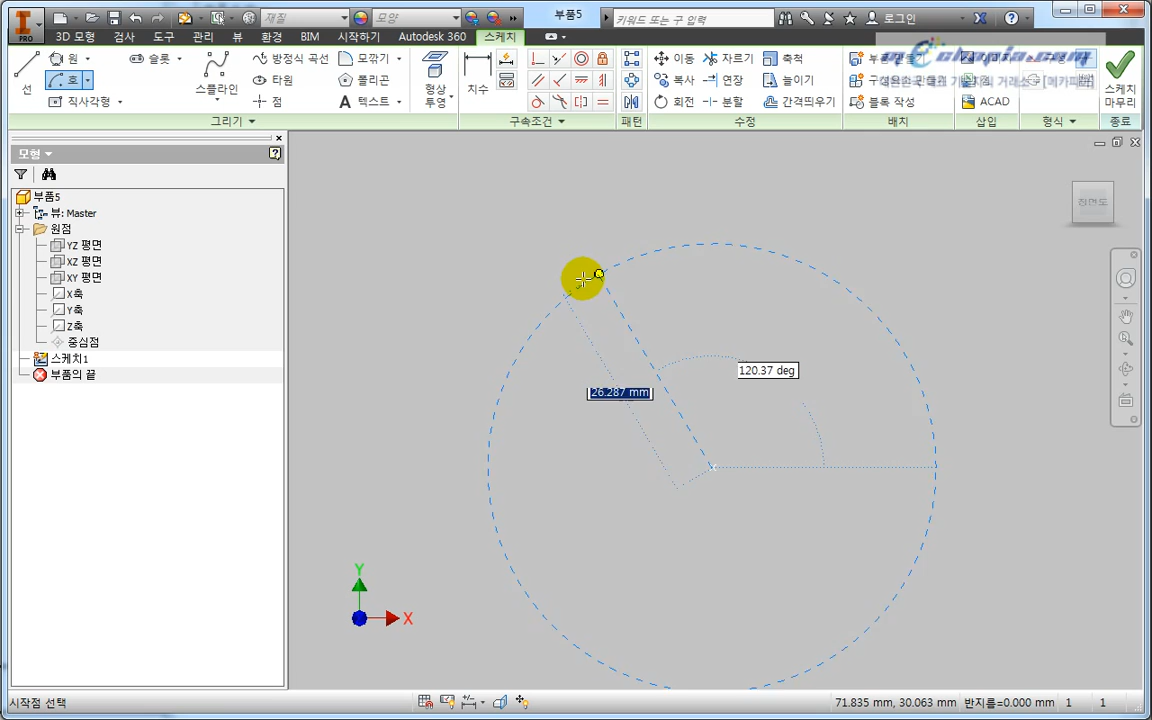 부품5
재질
모양
키워드 또는 구 입력
로그인
PRO
3D 모형 검사 도구 관리 뷰 환경 BIM 시작하기 Autodesk 360 스케치
선
원
호
직사각형
슬롯
스플라인
방정식 곡선
타원
점
모깎기
폴리곤
텍스트
그리기
형상
투영
치수
구속조건
패턴
이동
복사
회전
자르기
연장
분할
축척
늘이기
간격띄우기
수정
블록 작성
배치
ACAD
삽입
형식
스케치
마무리
종료
모형
부품5
뷰: Master
원점
YZ 평면
XZ 평면
XY 평면
X축
Y축
Z축
중심점
스케치1
부품의 끝
정면도
120.37 deg
26.287 mm
Y
X
시작점 선택
71.835 mm, 30.063 mm 반지름=0.000 mm 1 1